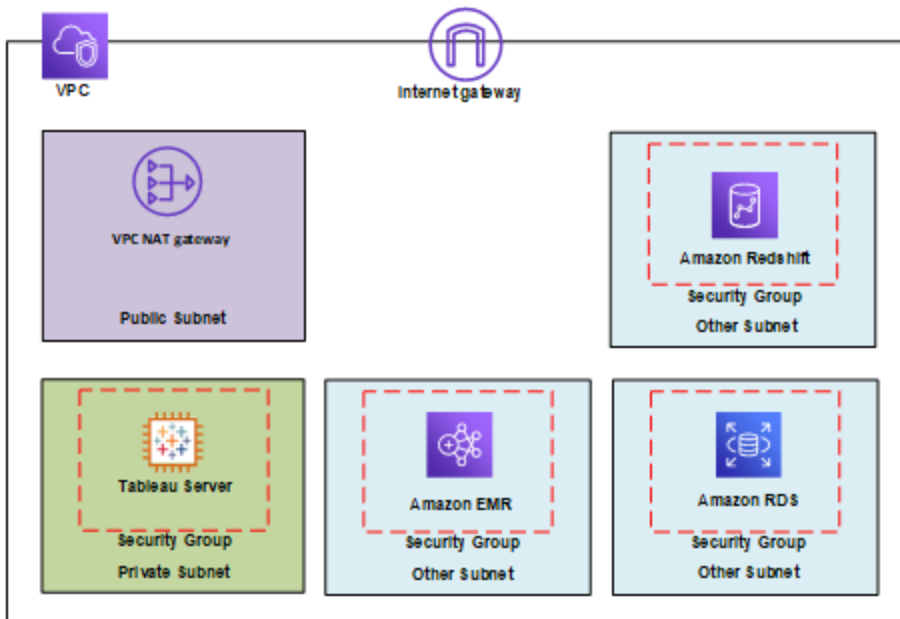 VPC
Internet gateway
VPC NAT gateway
Public Subnet
Amazon Redshift
Security Group
Other Subnet
Tableau Server
Security Group
Private Subnet
Amazon EMR
Security Group
Other Subnet
Amazon RDS
Security Group
Other Subnet